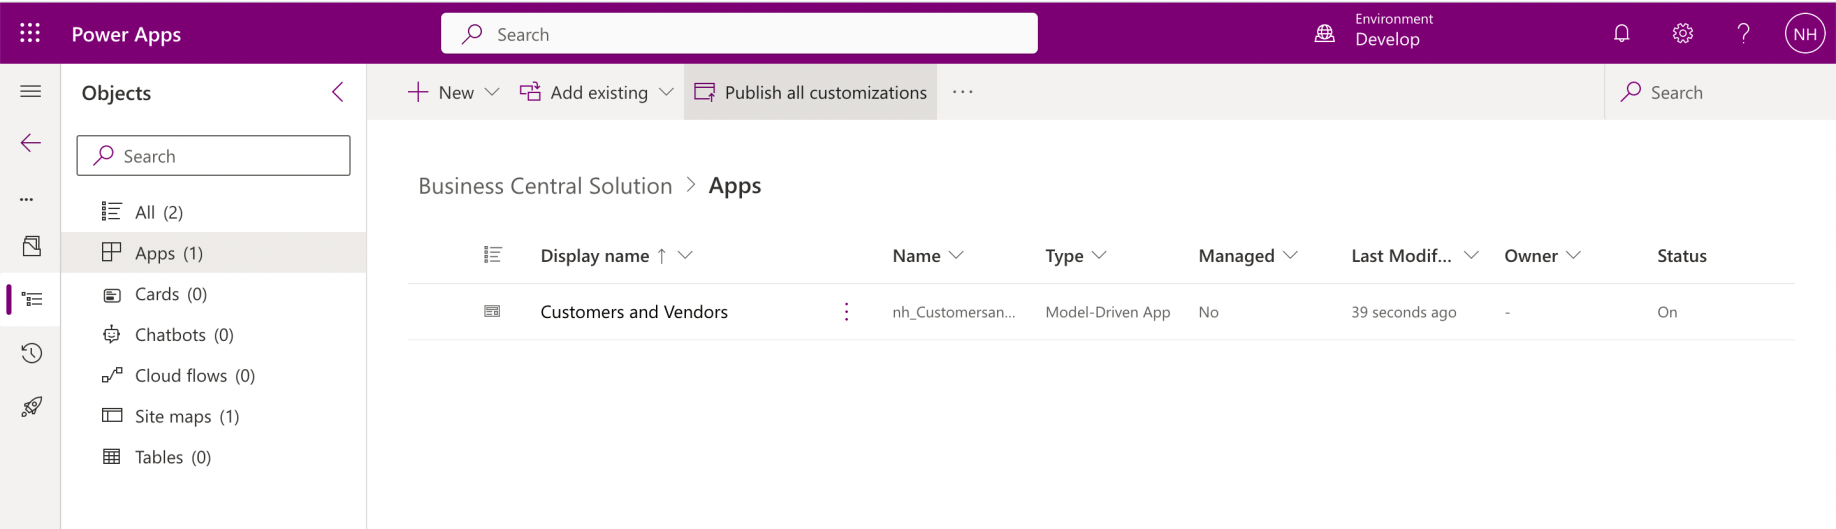 Power Apps
Search
Environment
Develop
NH
Objects
New
Add existing
Publish all customizations
Search
Search
All (2)
Apps (1)
Cards (0)
Chatbots (0)
Cloud flows (0)
Site maps (1)
Tables (0)
Business Central Solution > Apps
Display name ↑ Name Type Managed Last Modif... Owner Status
Customers and Vendors nh_Customersan... Model-Driven App No 39 seconds ago - On